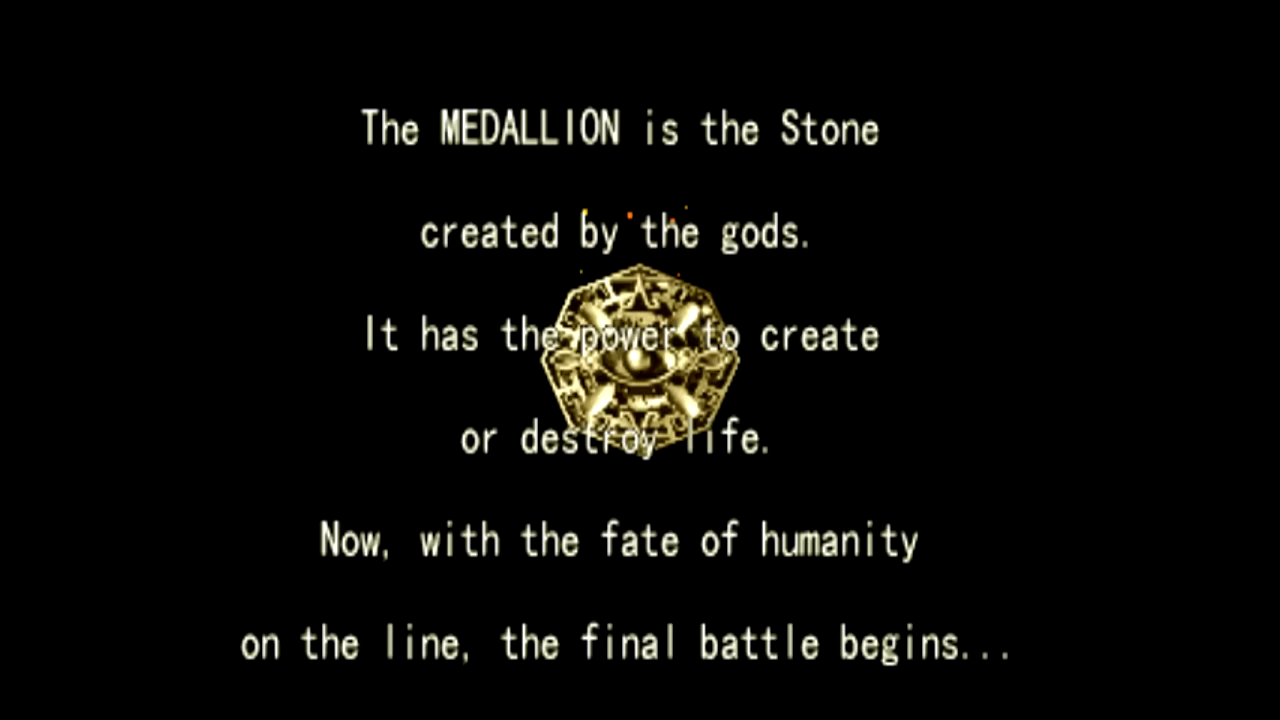 The MEDALLION is the Stone
created by the gods.
It has the power to create
or destroy life.
Now, with the fate of humanity
on the line, the final battle begins...